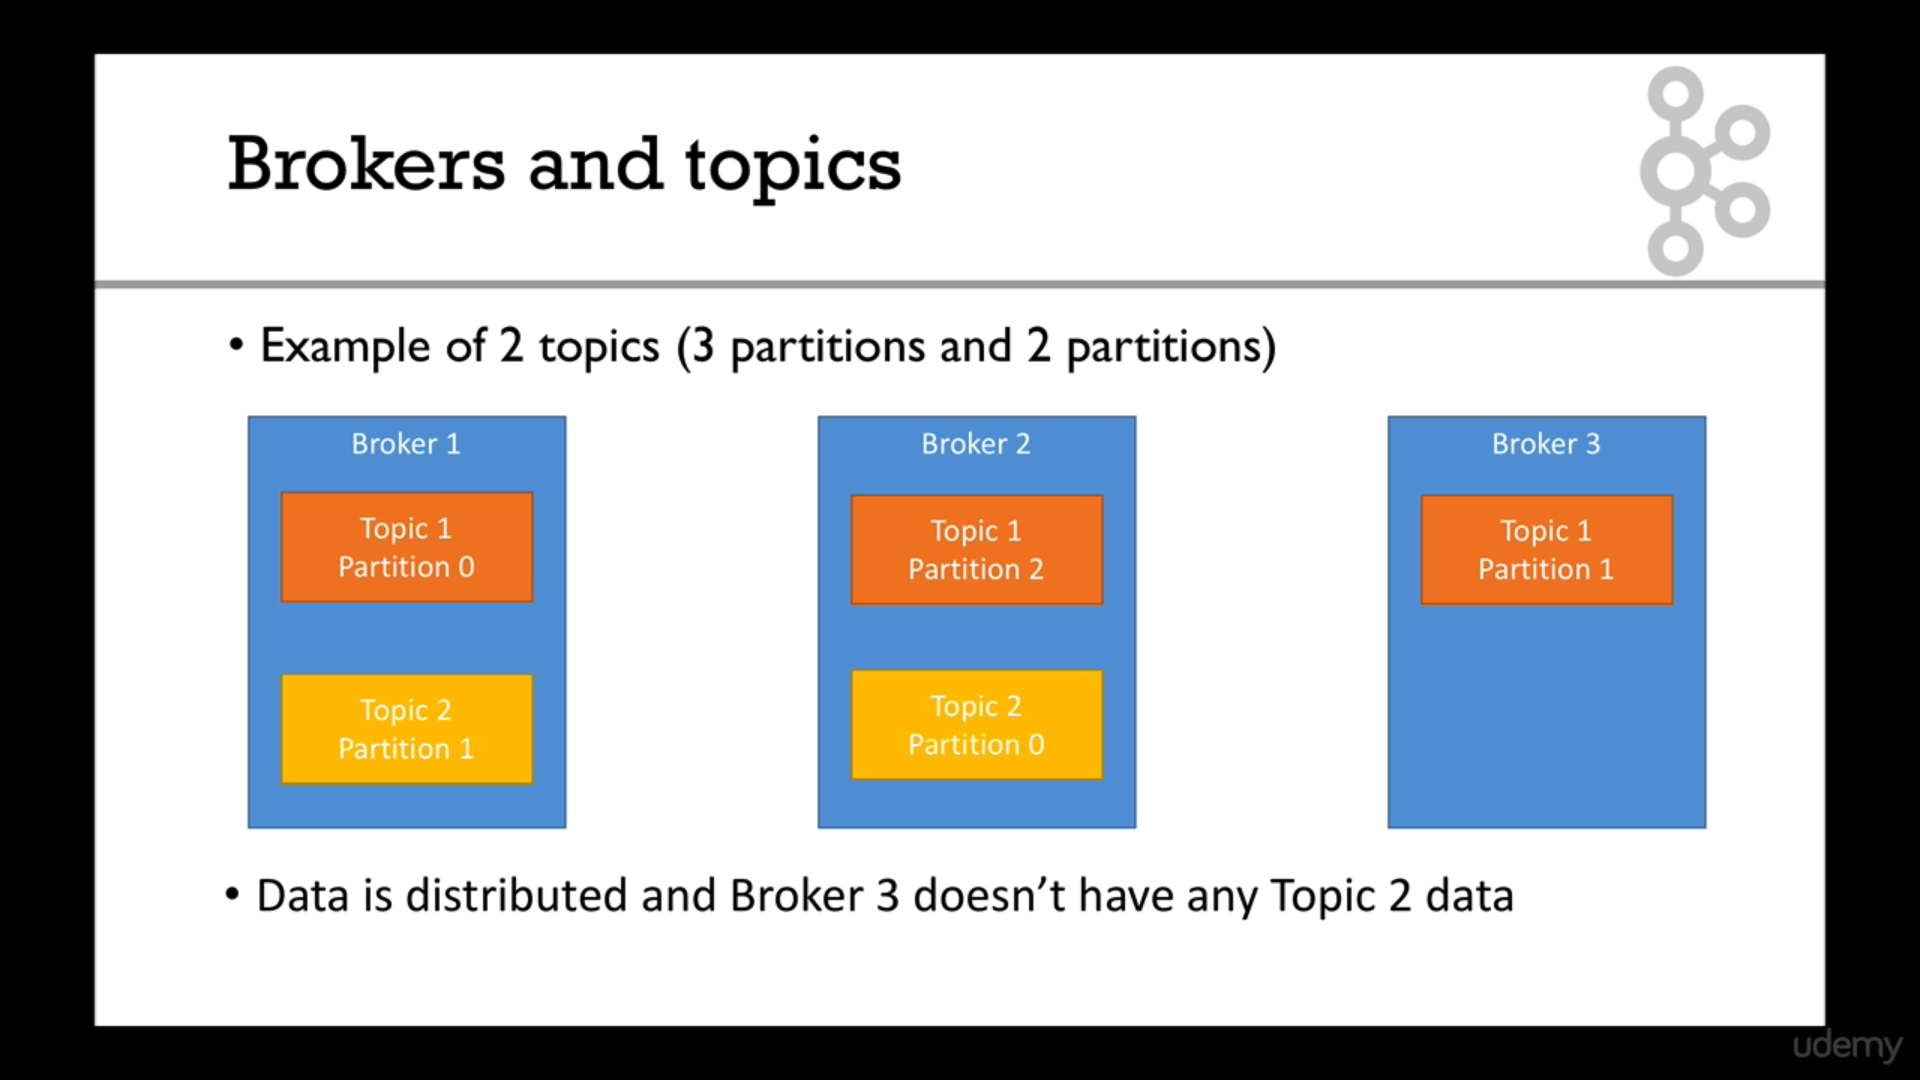 Brokers and topics
• Example of 2 topics (3 partitions and 2 partitions)
Broker 1
Topic 1
Partition 0
Topic 2
Partition 1
Broker 2
Topic 1
Partition 2
Topic 2
Partition 0
Broker 3
Topic 1
Partition 1
• Data is distributed and Broker 3 doesn’t have any Topic 2 data
udemy